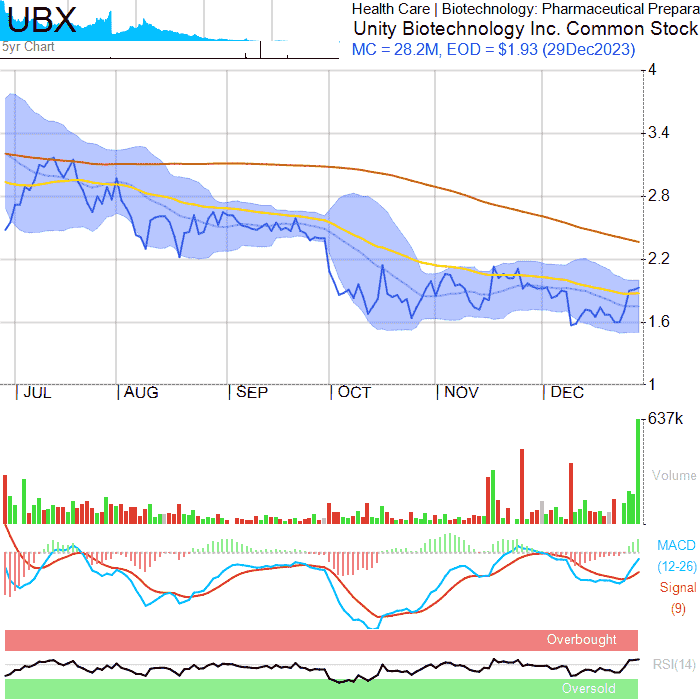 UBX
5yr Chart
Health Care | Biotechnology: Pharmaceutical Prepara
Unity Biotechnology Inc. Common Stock
MC = 28.2M, EOD = $1.93 (29Dec2023)
4
3.4
2.8
2.2
1.6
1
JUL AUG SEP OCT NOV DEC
637k
Volume
MACD
(12-26)
Signal
(9)
Overbought
RSI(14)
Oversold